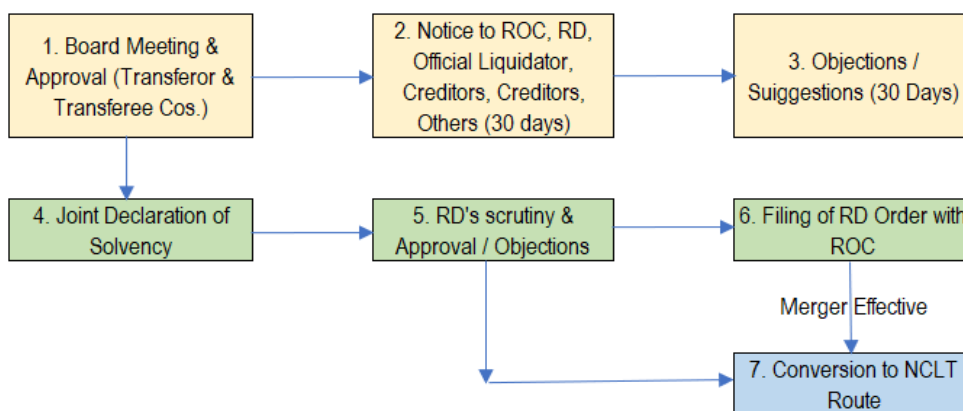 1. Board Meeting &
Approval (Transferor &
Transferee Cos.)
2. Notice to ROC, RD,
Official Liquidator,
Creditors, Creditors,
Others (30 days)
3. Objections /
Suiggestions (30 Days)
4. Joint Declaration of
Solvency
5. RD's scrutiny &
Approval / Objections
6. Filing of RD Order with
ROC
Merger Effective
7. Conversion to NCLT
Route